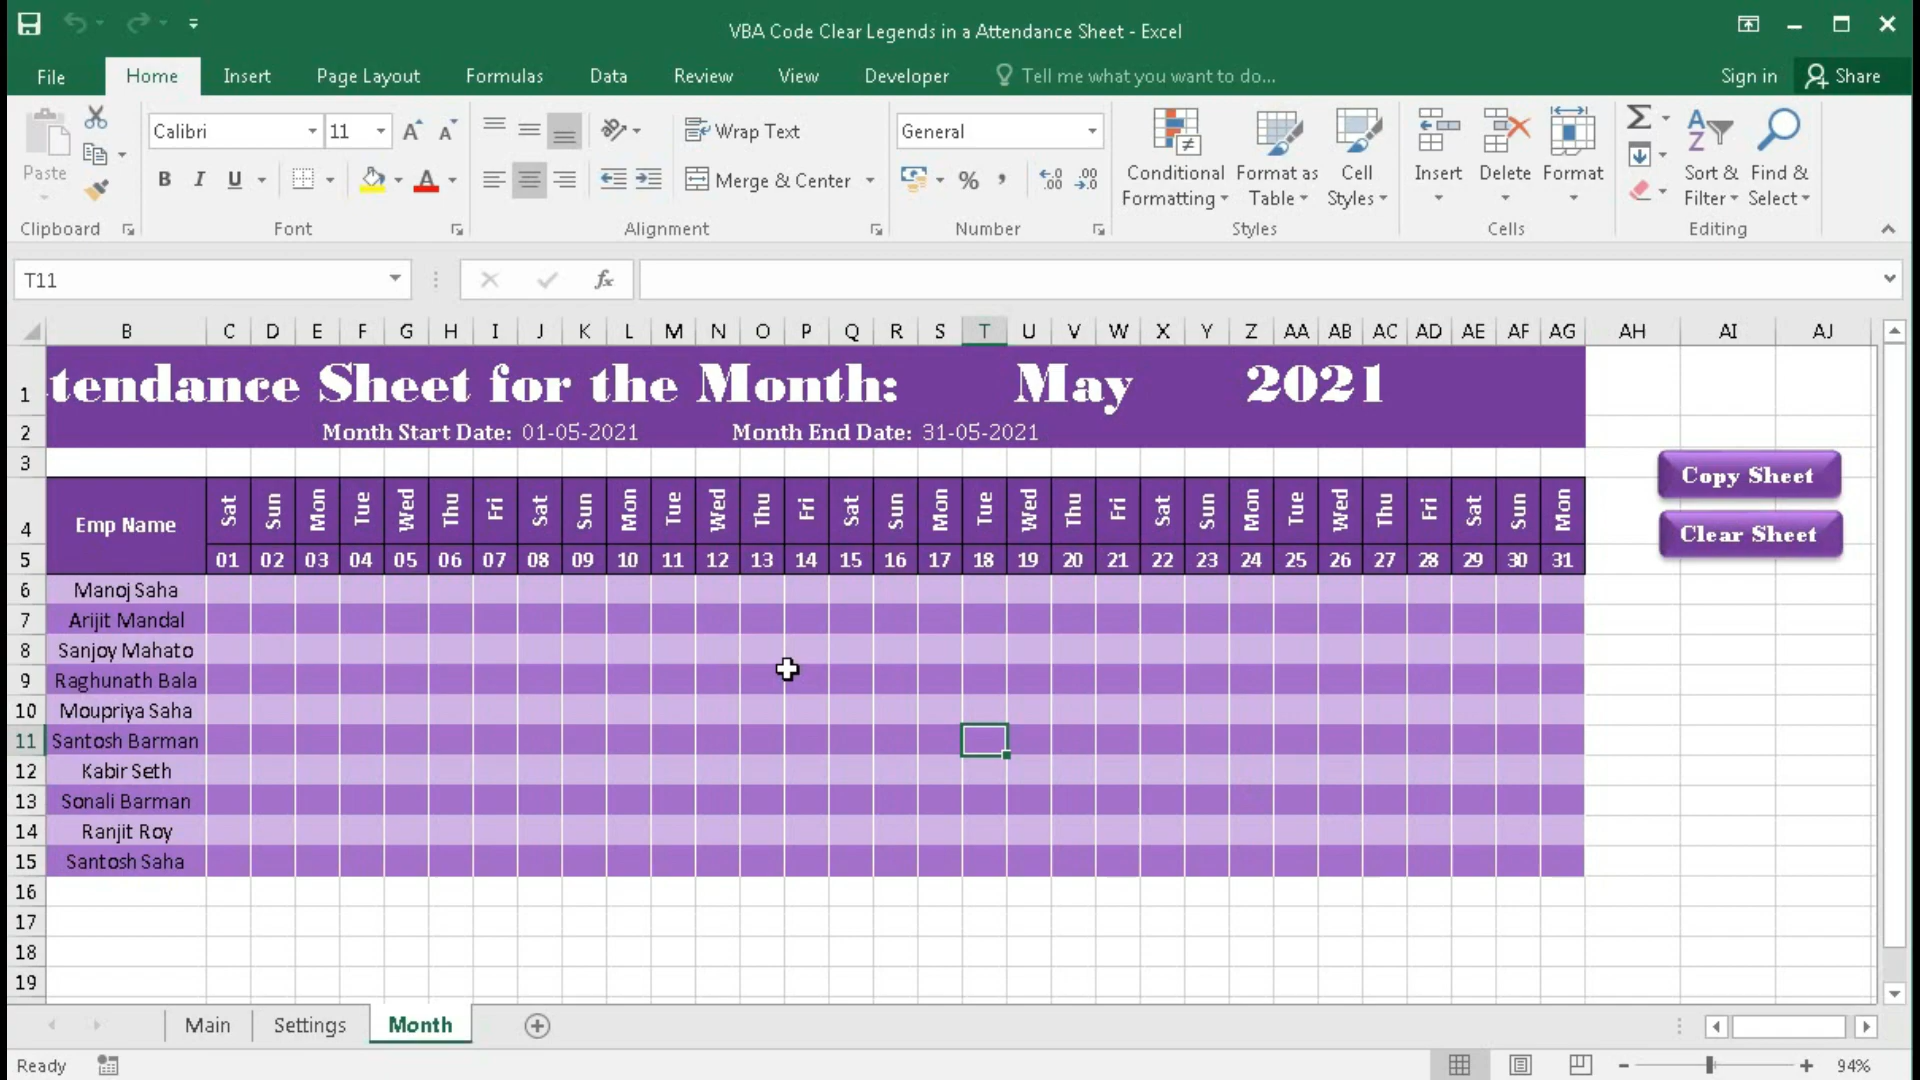 VBA Code Clear Legends in a Attendance Sheet - Excel
File Home Insert Page Layout Formulas Data Review View Developer Tell me what you want to do... Sign in Share
Calibri 11 Wrap Text General
Paste B I U Merge & Center % , Conditional Formatting Format as Table Cell Styles Insert Delete Format Sort & Filter Find & Select
Clipboard Font Alignment Number Styles Cells Editing
T11 fx
B C D E F G H I J K L M N O P Q R S T U V W X Y Z AA AB AC AD AE AF AG AH AI AJ
1 tendance Sheet for the Month: May 2021
2 Month Start Date: 01-05-2021 Month End Date: 31-05-2021
3
Copy Sheet
4 Emp Name Sat Sun Mon Tue Wed Thu Fri Sat Sun Mon Tue Wed Thu Fri Sat Sun Mon Tue Wed Thu Fri Sat Sun Mon Tue Wed Thu Fri Sat Sun Mon
Clear Sheet
5 01 02 03 04 05 06 07 08 09 10 11 12 13 14 15 16 17 18 19 20 21 22 23 24 25 26 27 28 29 30 31
6 Manoj Saha
7 Arijit Mandal
8 Sanjoy Mahato
9 Raghunath Bala
10 Moupriya Saha
11 Santosh Barman
12 Kabir Seth
13 Sonali Barman
14 Ranjit Roy
15 Santosh Saha
16
17
18
19
Main Settings Month
Ready 94%